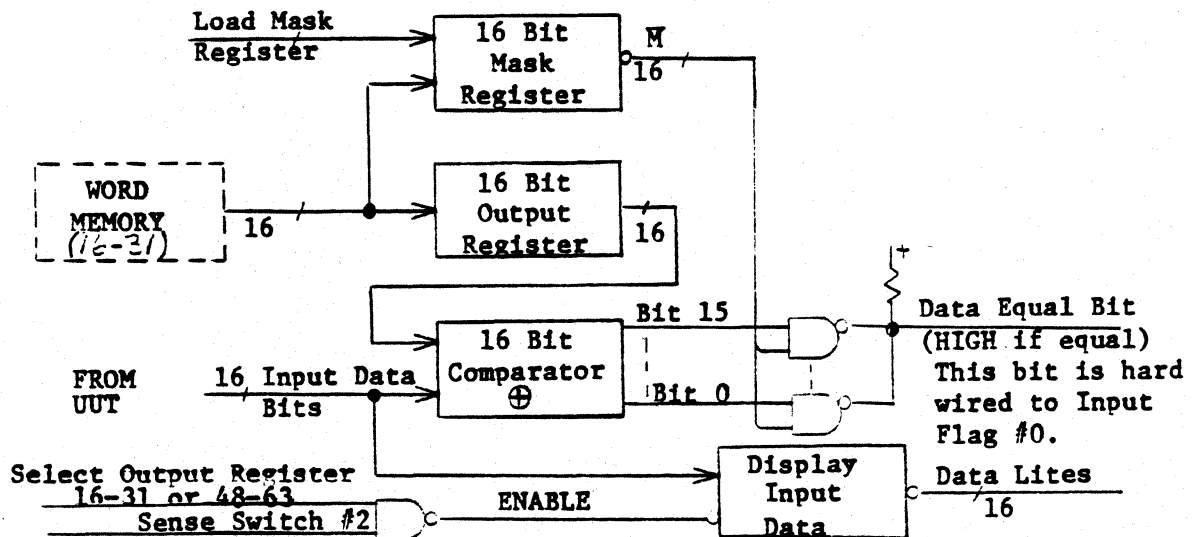 Load Mask
Register
16 Bit
Mask
Register
M
16
WORD
MEMORY
(16-31)
16
16 Bit
Output
Register
16
+
Bit 15
Data Equal Bit
(HIGH if equal)
This bit is hard
wired to Input
Flag #0.
16 Bit
Comparator
⊕
FROM
UUT
16 Input Data
Bits
Bit 0
Select Output Register
16-31 or 48-63
Sense Switch #2
ENABLE
Display
Input
Data
Data Lites
16